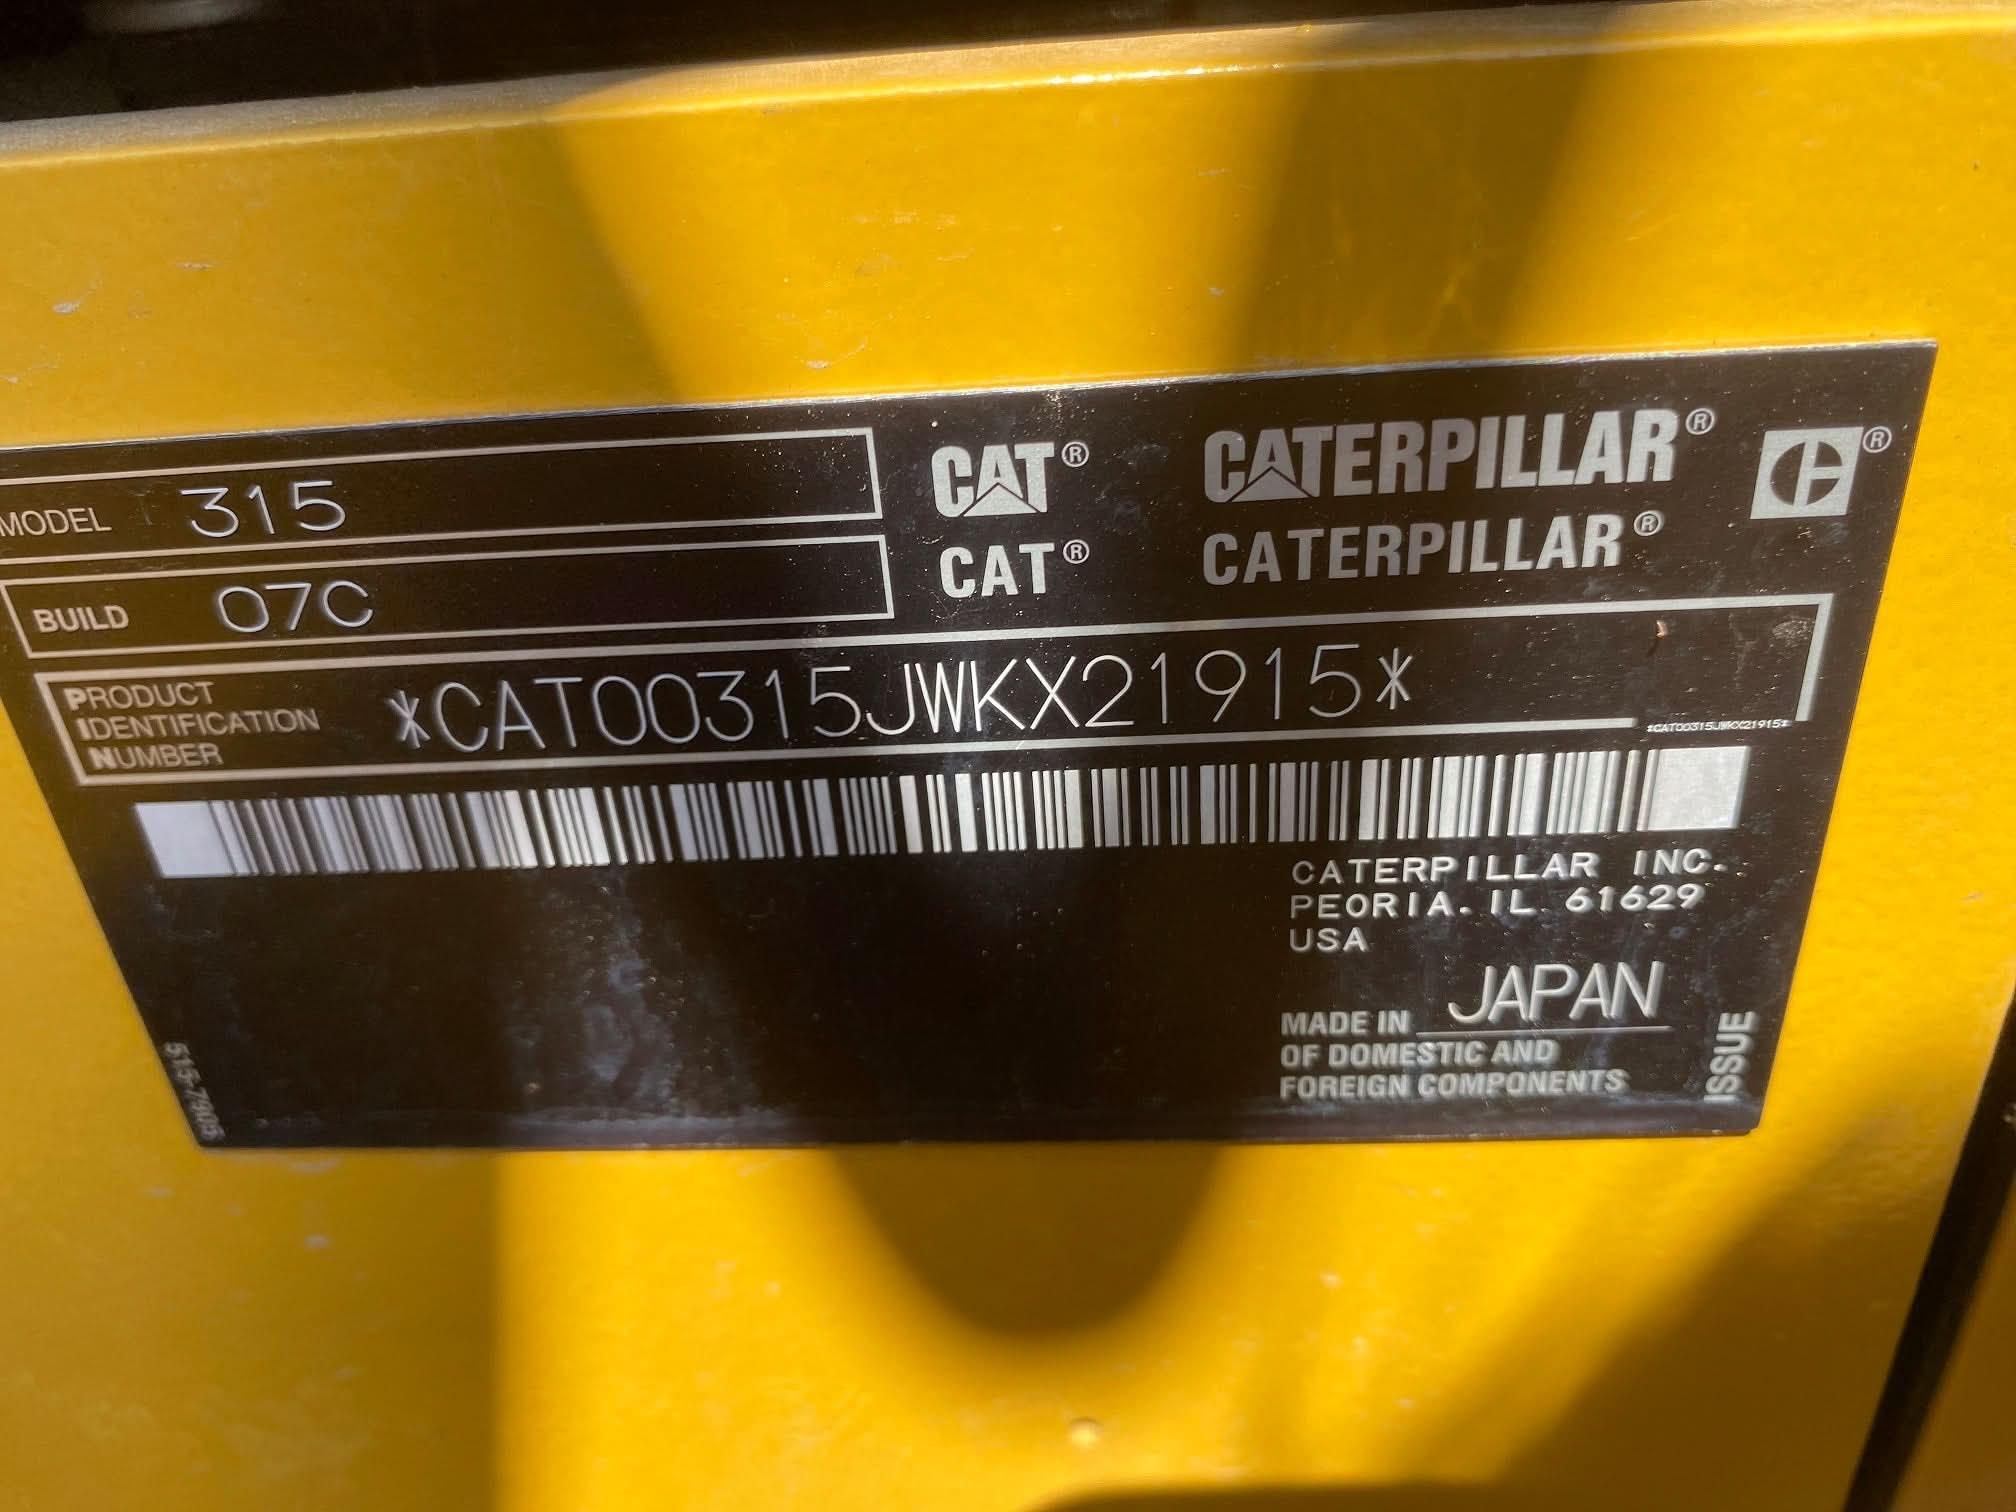 MODEL 315
CAT® CATERPILLAR® ®
BUILD 07C
CAT® CATERPILLAR®
PRODUCT IDENTIFICATION NUMBER *CAT00315JWKX21915*
*CAT00315JWKX21915*
CATERPILLAR INC.
PEORIA. IL 61629
USA
MADE IN JAPAN
OF DOMESTIC AND
FOREIGN COMPONENTS
ISSUE